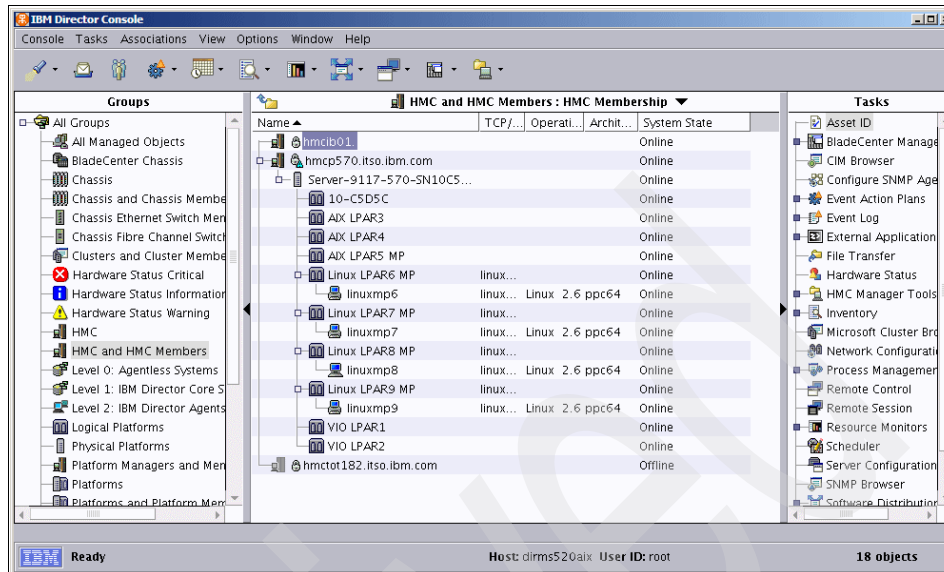 IBM Director Console
Console Tasks Associations View Options Window Help
Groups
All Groups
All Managed Objects
BladeCenter Chassis
Chassis
Chassis and Chassis Membe
Chassis Ethernet Switch Men
Chassis Fibre Channel Switch
Clusters and Cluster Membe
Hardware Status Critical
Hardware Status Information
Hardware Status Warning
HMC
HMC and HMC Members
Level 0: Agentless Systems
Level 1: IBM Director Core S
Level 2: IBM Director Agents
Logical Platforms
Physical Platforms
Platform Managers and Men
Platforms
Platforms and Platform Mem
HMC and HMC Members : HMC Membership
Name TCP/... Operati... Archit... System State
hmcib01. Online
hmcp570.itso.ibm.com Online
Server-9117-570-SN10C5... Online
10-C5D5C Online
AIX LPAR3 Online
AIX LPAR4 Online
AIX LPAR5 MP Online
Linux LPAR6 MP linux... Online
linuxmp6 linux... Linux 2.6 ppc64 Online
Linux LPAR7 MP linux... Online
linuxmp7 linux... Linux 2.6 ppc64 Online
Linux LPAR8 MP linux... Online
linuxmp8 linux... Linux 2.6 ppc64 Online
Linux LPAR9 MP linux... Online
linuxmp9 linux... Linux 2.6 ppc64 Online
VIO LPAR1 Online
VIO LPAR2 Online
hmctot182.itso.ibm.com Offline
Tasks
Asset ID
BladeCenter Manage
CIM Browser
Configure SNMP Age
Event Action Plans
Event Log
External Application
File Transfer
Hardware Status
HMC Manager Tools
Inventory
Microsoft Cluster Bro
Network Configurati
Process Managemen
Remote Control
Remote Session
Resource Monitors
Scheduler
Server Configuration
SNMP Browser
Software Distribution
IBM Ready Host: dirms520aix User ID: root 18 objects